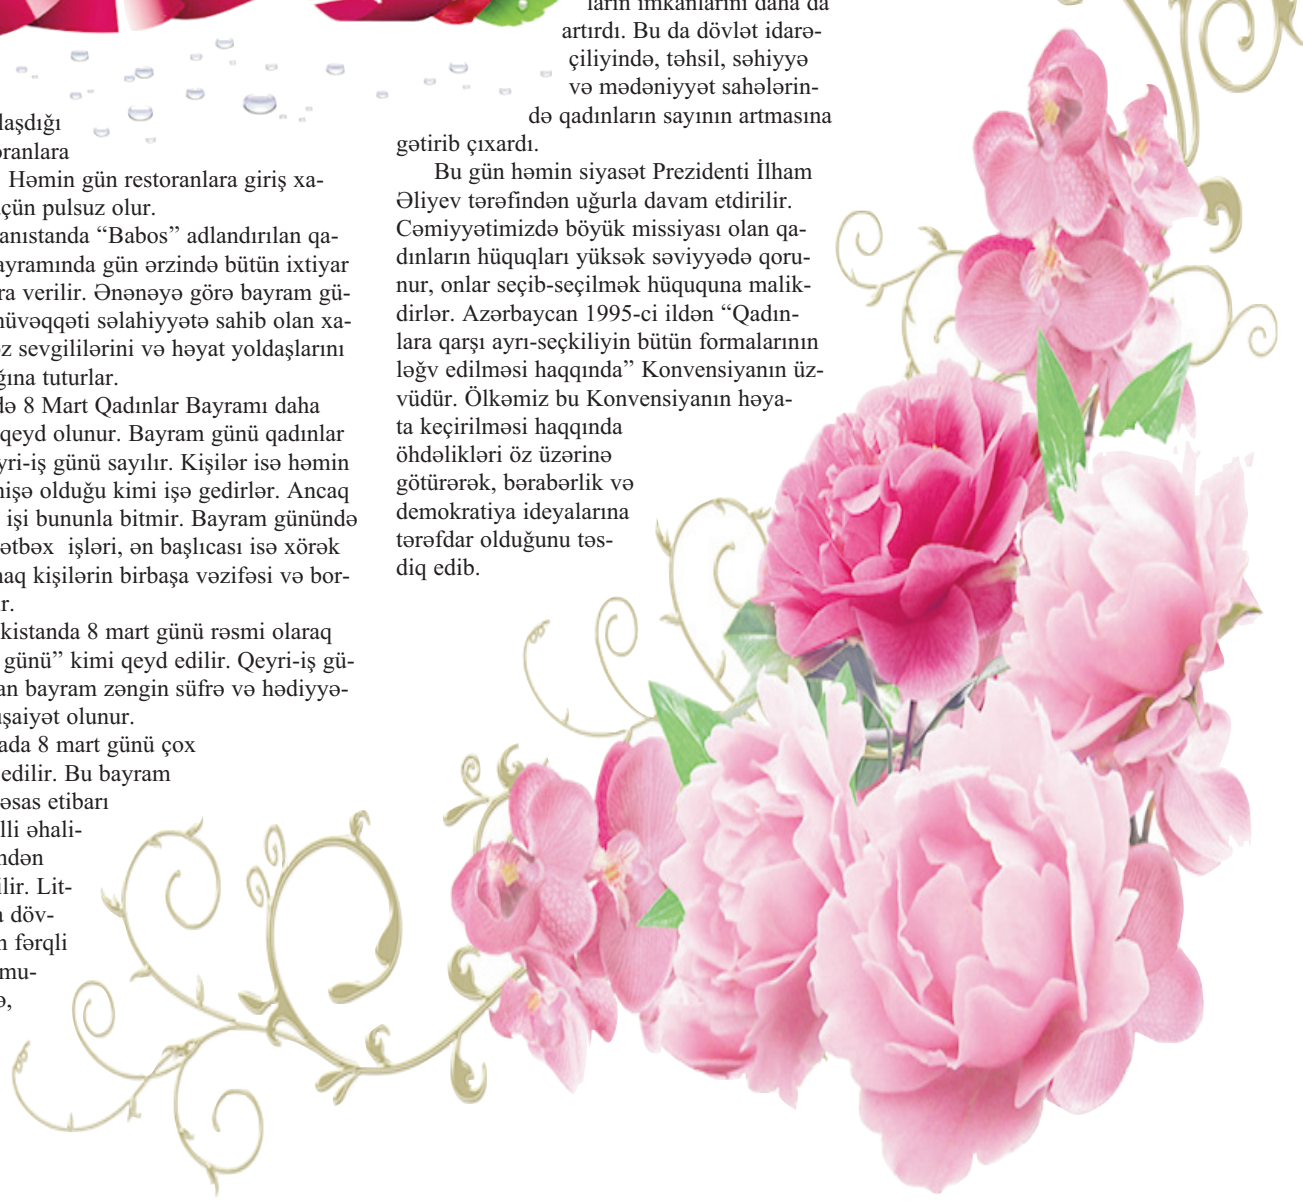 laşdığı
oranlara
Həmin gün restoranlara giriş xa-
çün pulsuz olur.
anıstanda “Babos” adlandırılan qa-
ayramında gün ərzində bütün ixtiyar
ra verilir. Ənənəyə görə bayram gü-
müvəqqəti səlahiyyətə sahib olan xa-
z sevgililərini və həyat yoldaşlarını
ğına tuturlar.
də 8 Mart Qadınlar Bayramı daha
qeyd olunur. Bayram günü qadınlar
yri-iş günü sayılır. Kişilər isə həmin
mişə olduğu kimi işə gedirlər. Ancaq
işi bununla bitmir. Bayram günündə
ətbəx işləri, ən başlıcası isə xörək
maq kişilərin birbaşa vəzifəsi və bor-
ır.
kistanda 8 mart günü rəsmi olaraq
günü” kimi qeyd edilir. Qeyri-iş gü-
an bayram zəngin süfrə və hədiyyə-
şaiyət olunur.
ada 8 mart günü çox
edilir. Bu bayram
əsas etibarı
lli əhali-
ndən
ilir. Lit-
a döv-
n fərqli
mu-
ə,
ların imkanlarını daha da
artırdı. Bu da dövlət idarə-
çiliyində, təhsil, səhiyyə
və mədəniyyət sahələrin-
də qadınların sayının artmasına
gətirib çıxardı.
Bu gün həmin siyasət Prezidenti İlham
Əliyev tərəfindən uğurla davam etdirilir.
Cəmiyyətimizdə böyük missiyası olan qa-
dınların hüquqları yüksək səviyyədə qoru-
nur, onlar seçib-seçilmək hüququna malik-
dirlər. Azərbaycan 1995-ci ildən “Qadın-
lara qarşı ayrı-seçkiliyin bütün formalarının
ləğv edilməsi haqqında” Konvensiyanın üz-
vüdür. Ölkəmiz bu Konvensiyanın həya-
ta keçirilməsi haqqında
öhdəlikləri öz üzərinə
götürərək, bərabərlik və
demokratiya ideyalarına
tərəfdar olduğunu təs-
diq edib.